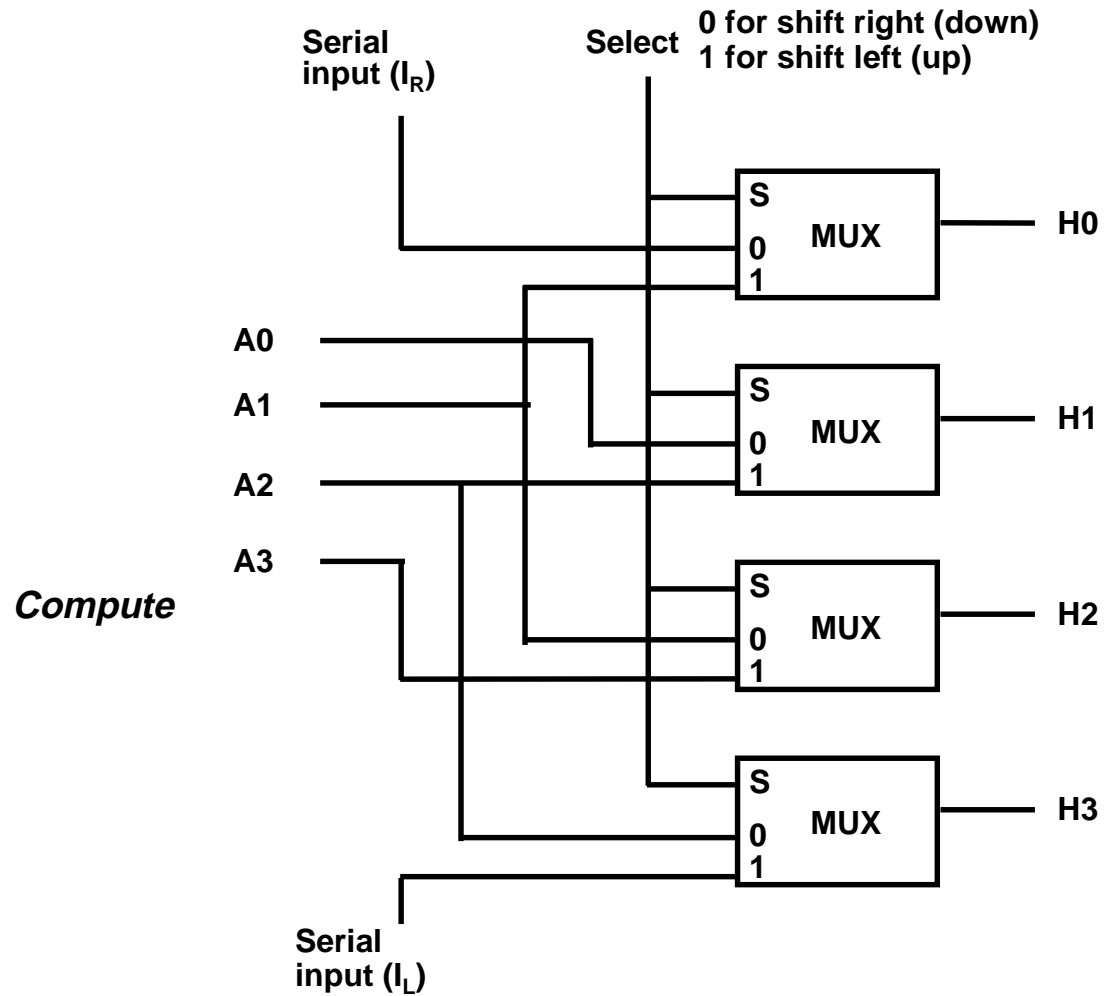 Serial
input (I_R)
Select
0 for shift right (down)
1 for shift left (up)
S
MUX
0
1
H0
A0
A1
A2
A3
S
MUX
0
1
H1
Compute
S
MUX
0
1
H2
S
MUX
0
1
H3
Serial
input (I_L)